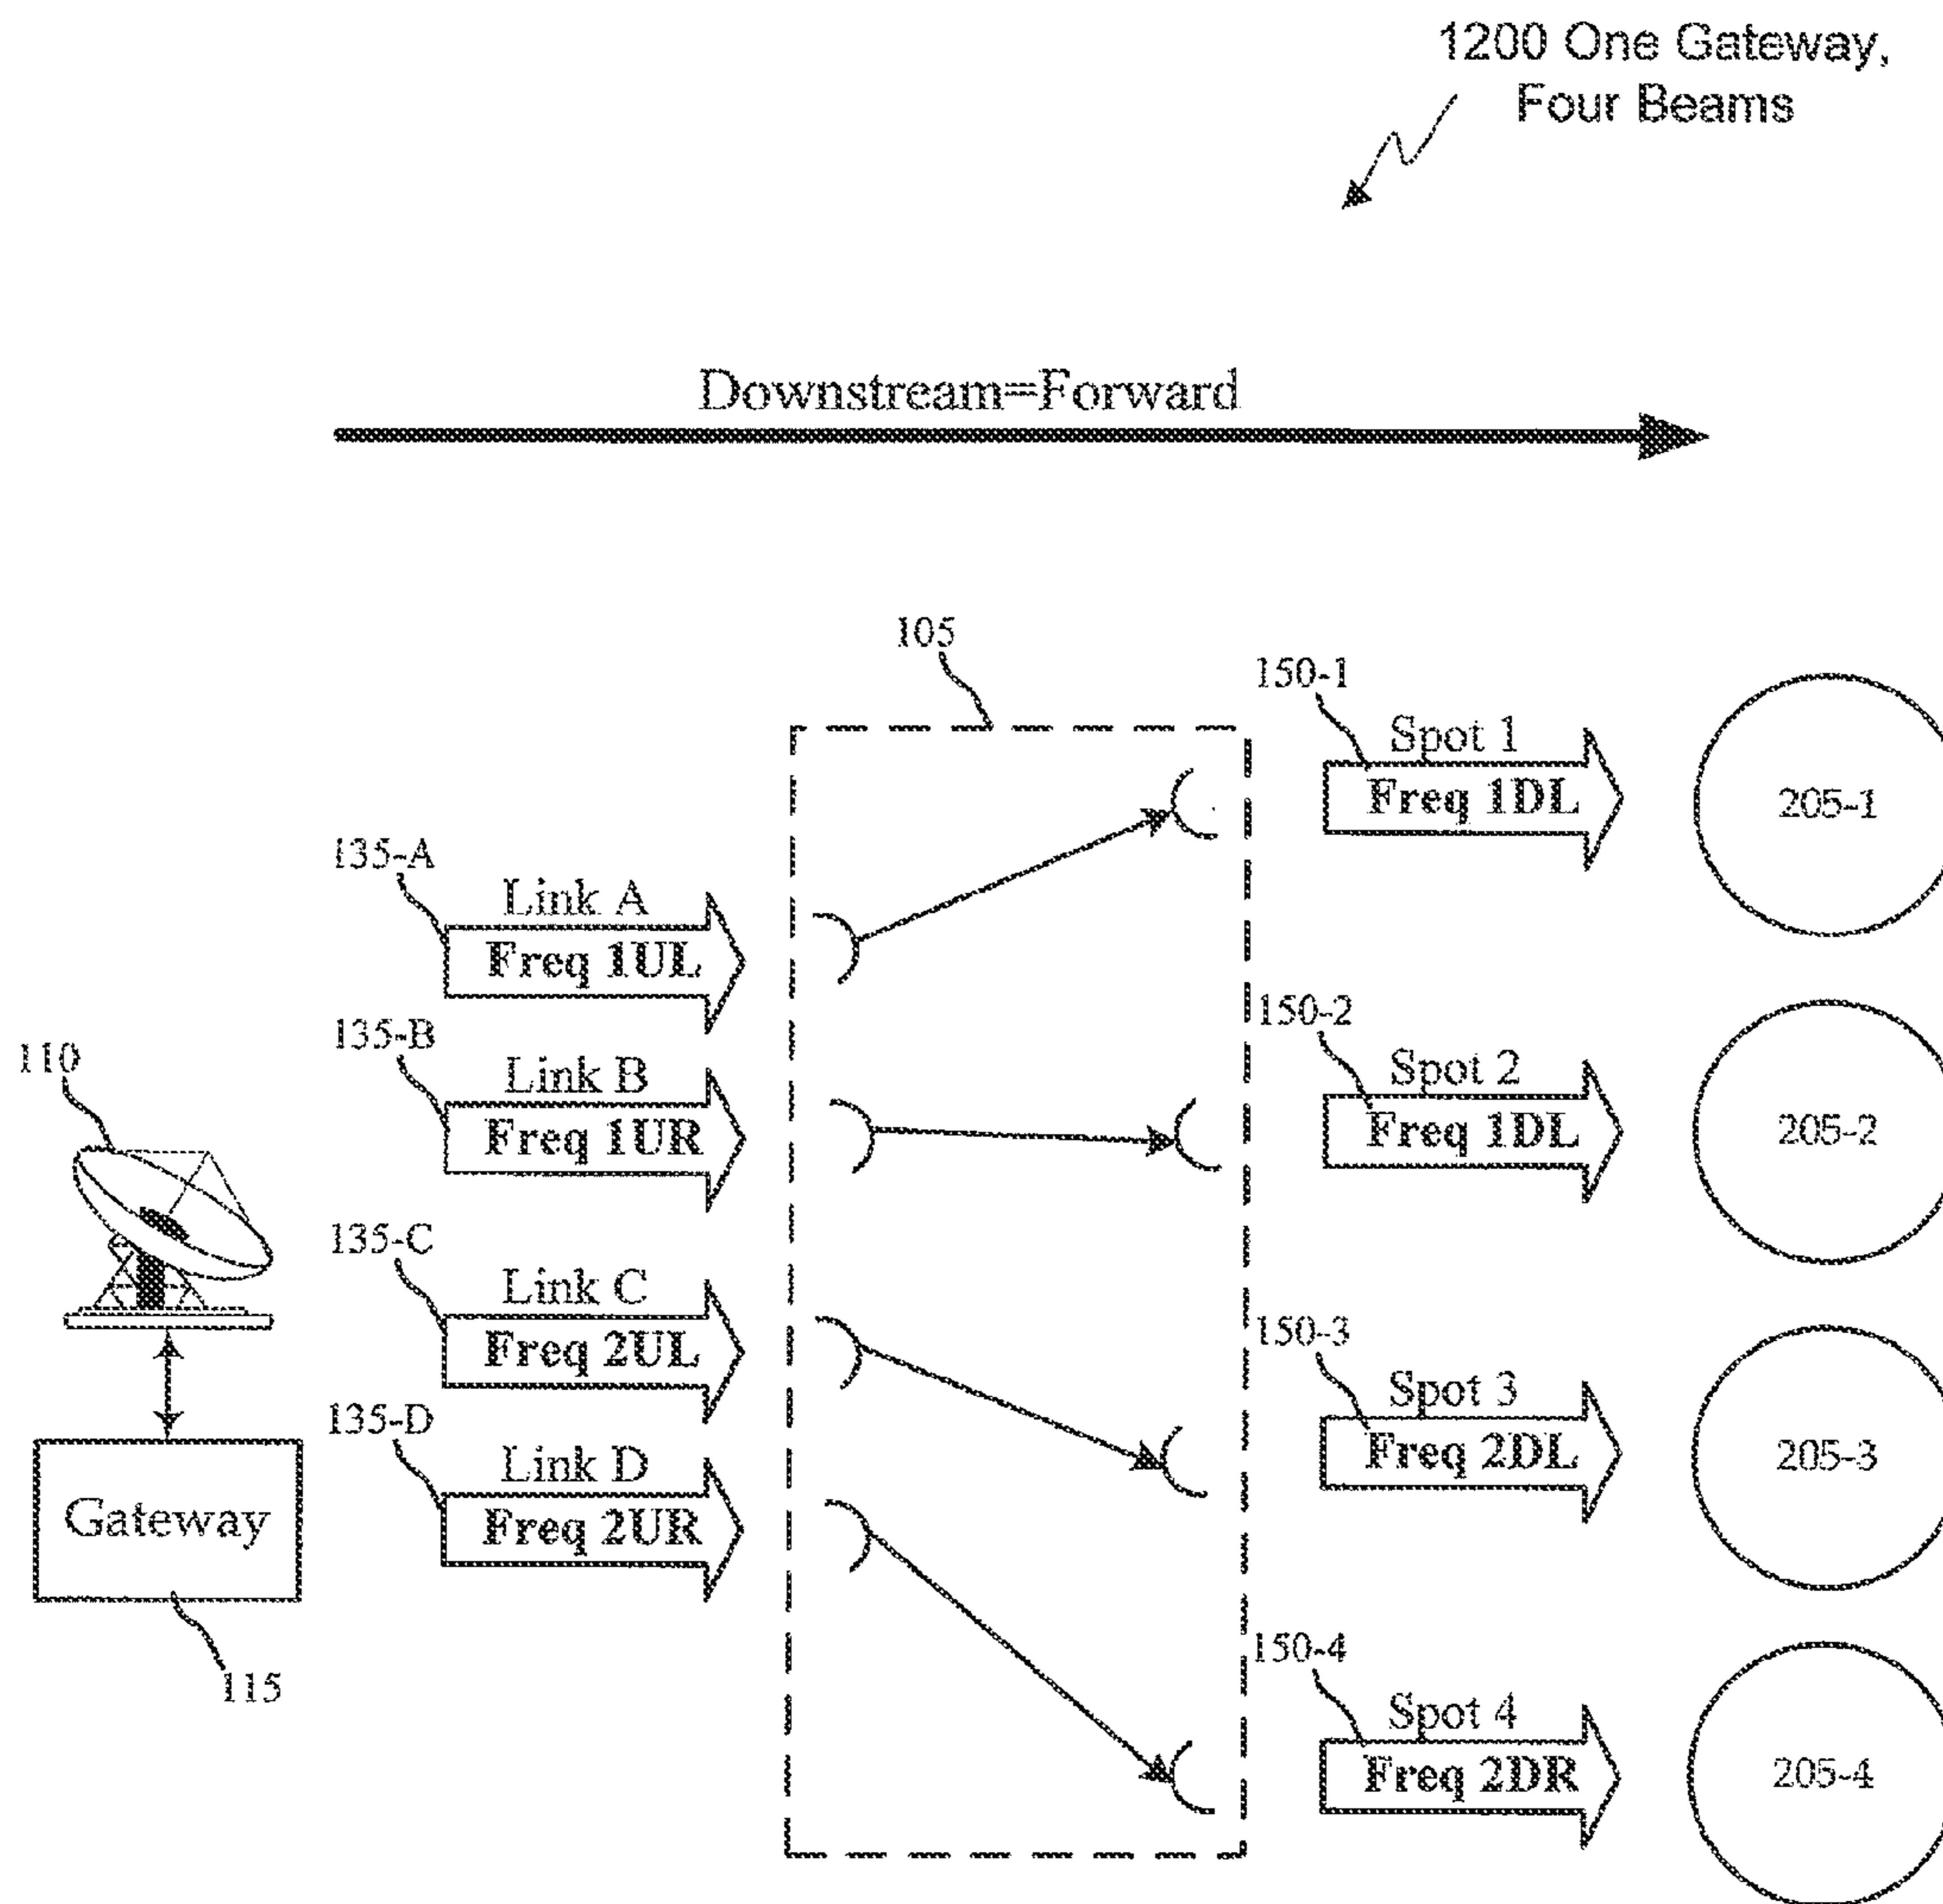 1200 One Gateway,
Four Beams
Downstream=Forward
105
150-1
Spot 1
Freq 1DL
205-1
135-A
Link A
Freq 1UL
135-B
Link B
Freq 1UR
150-2
Spot 2
Freq 1DL
205-2
110
135-C
Link C
Freq 2UL
150-3
Spot 3
Freq 2DL
205-3
135-D
Link D
Freq 2UR
Gateway
115
150-4
Spot 4
Freq 2DR
205-4